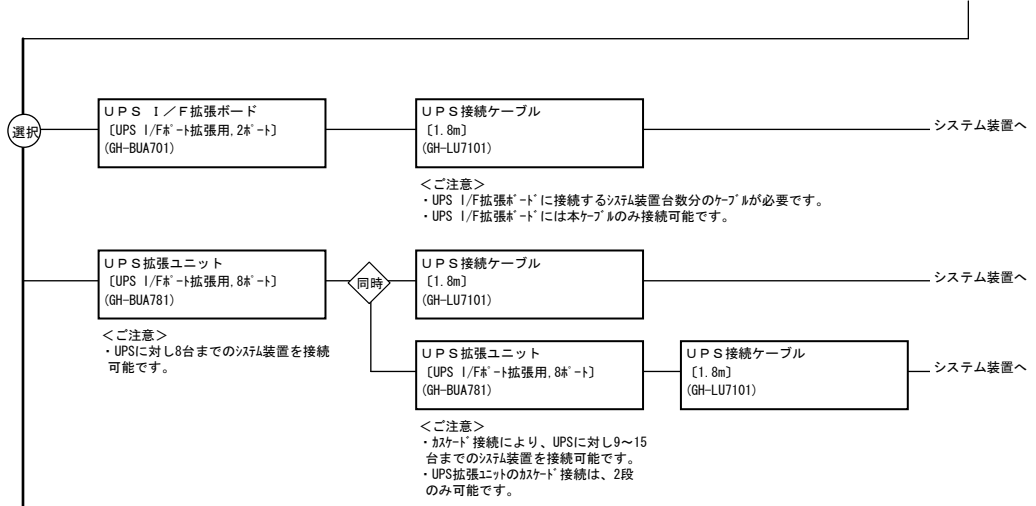 選択
ＵＰＳ Ｉ／Ｆ拡張ボード
〔UPS I/Fﾎﾟｰﾄ拡張用,2ﾎﾟｰﾄ〕
(GH-BUA701)
ＵＰＳ接続ケーブル
〔1.8m〕
(GH-LU7101)
システム装置へ
＜ご注意＞
・UPS I/F拡張ﾎﾞｰﾄﾞに接続するｼｽﾃﾑ装置台数分のｹｰﾌﾞﾙが必要です。
・UPS I/F拡張ﾎﾞｰﾄﾞには本ｹｰﾌﾞﾙのみ接続可能です。
ＵＰＳ拡張ユニット
〔UPS I/Fﾎﾟｰﾄ拡張用,8ﾎﾟｰﾄ〕
(GH-BUA781)
同時
ＵＰＳ接続ケーブル
〔1.8m〕
(GH-LU7101)
システム装置へ
＜ご注意＞
・UPSに対し8台までのｼｽﾃﾑ装置を接続
可能です。
ＵＰＳ拡張ユニット
〔UPS I/Fﾎﾟｰﾄ拡張用,8ﾎﾟｰﾄ〕
(GH-BUA781)
ＵＰＳ接続ケーブル
〔1.8m〕
(GH-LU7101)
システム装置へ
＜ご注意＞
・ｶｽｹｰﾄﾞ接続により、UPSに対し9～15
台までのｼｽﾃﾑ装置を接続可能です。
・UPS拡張ﾕﾆｯﾄのｶｽｹｰﾄﾞ接続は、2段
のみ可能です。